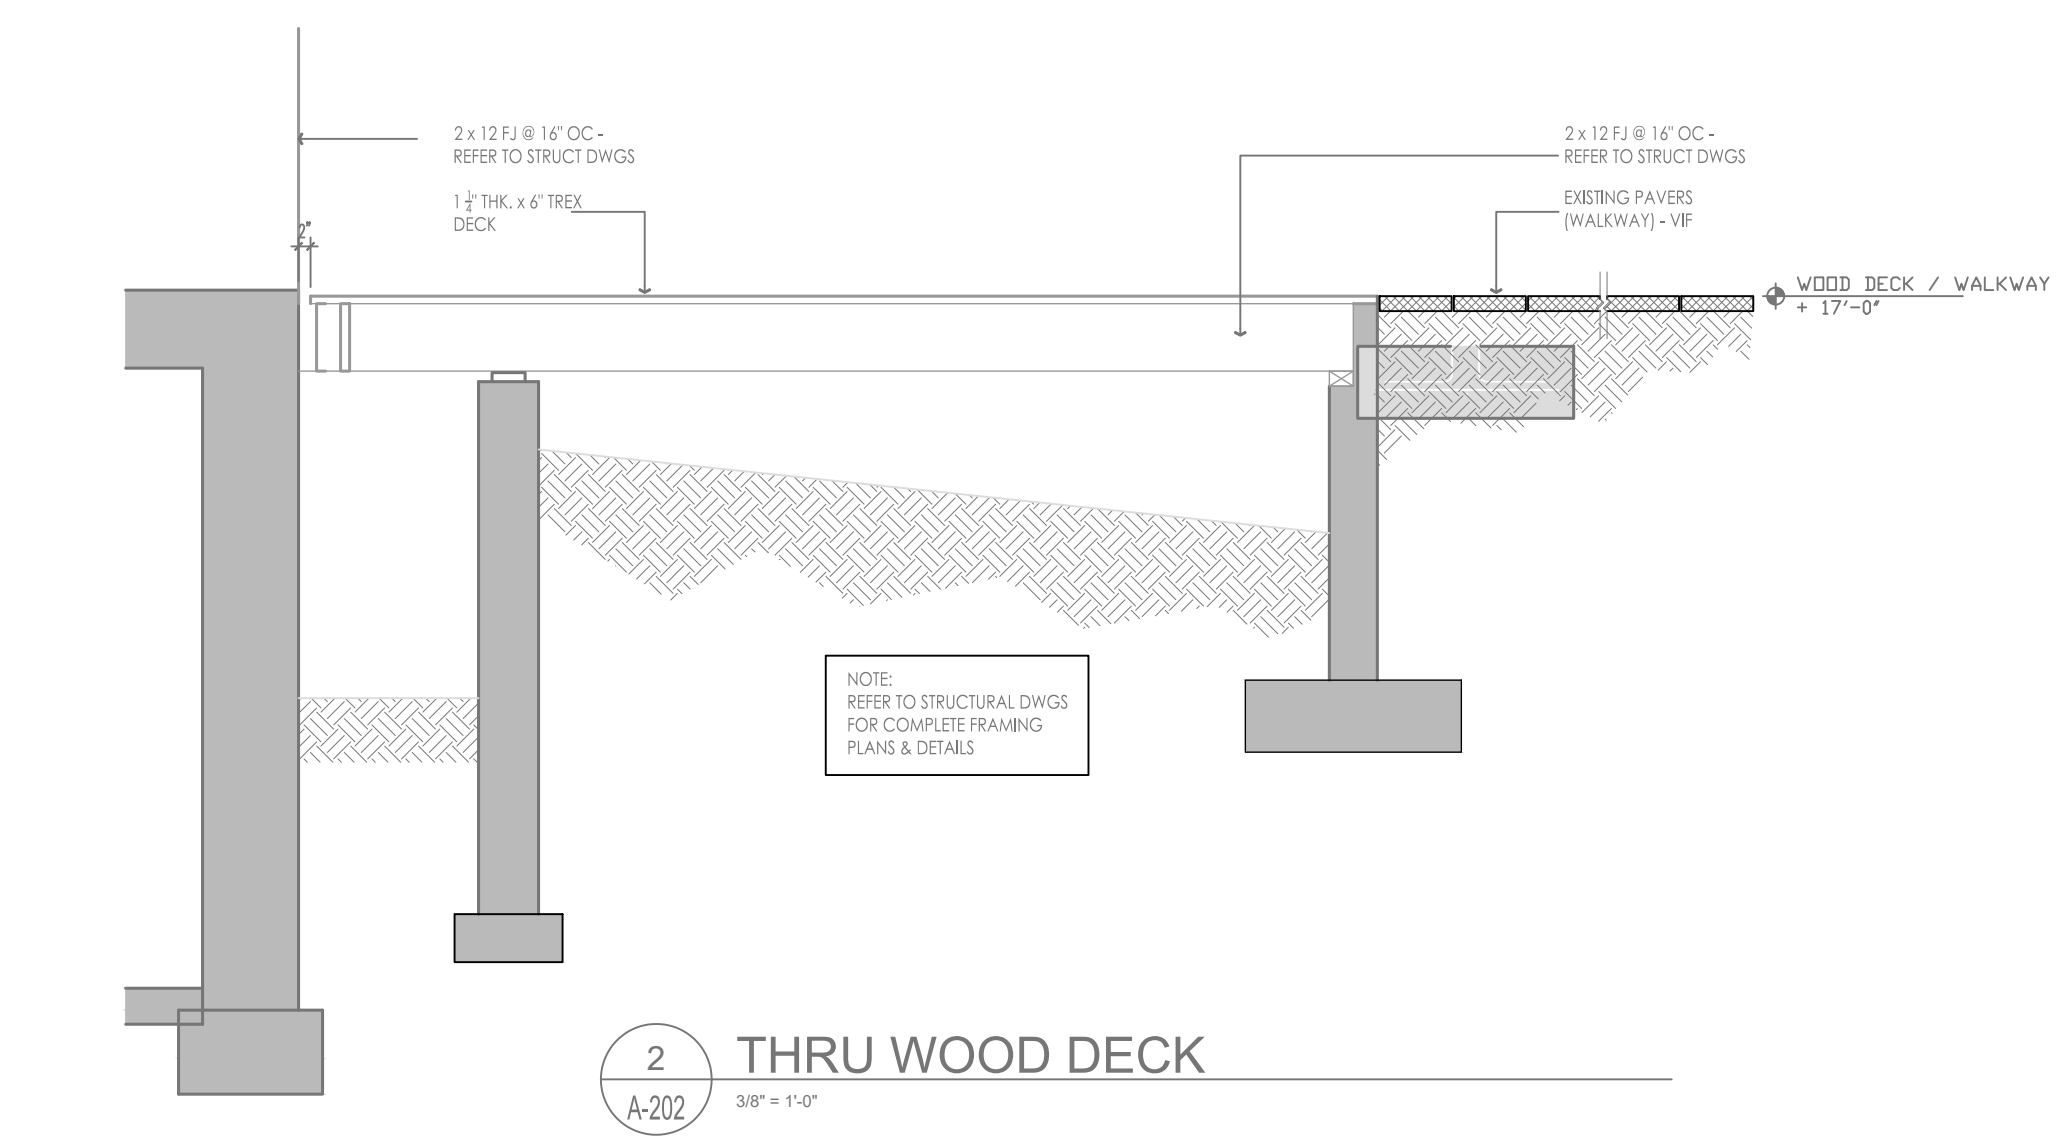 2 x 12 FJ @ 16" OC -
REFER TO STRUCT DWGS
1 1/4" THK. x 6" TREX
DECK
2"
2 x 12 FJ @ 16" OC -
REFER TO STRUCT DWGS
EXISTING PAVERS
(WALKWAY) - VIF
WOOD DECK / WALKWAY
+ 17'-0"
NOTE:
REFER TO STRUCTURAL DWGS
FOR COMPLETE FRAMING
PLANS & DETAILS
2
A-202
THRU WOOD DECK
3/8" = 1'-0"